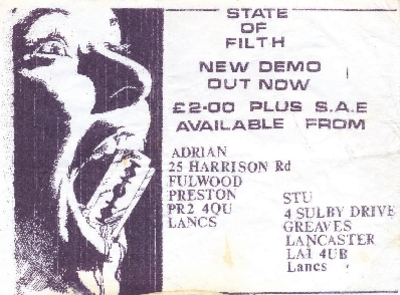 STATE
OF
FILTH
NEW DEMO
OUT NOW
£2-00 PLUS S.A.E
AVAILABLE FROM
ADRIAN
25 HARRISON Rd
FULWOOD
PRESTON
PR2 4QU
LANCS
STU
4 SULBY DRIVE
GREAVES
LANCASTER
LA1 4UB
Lancs